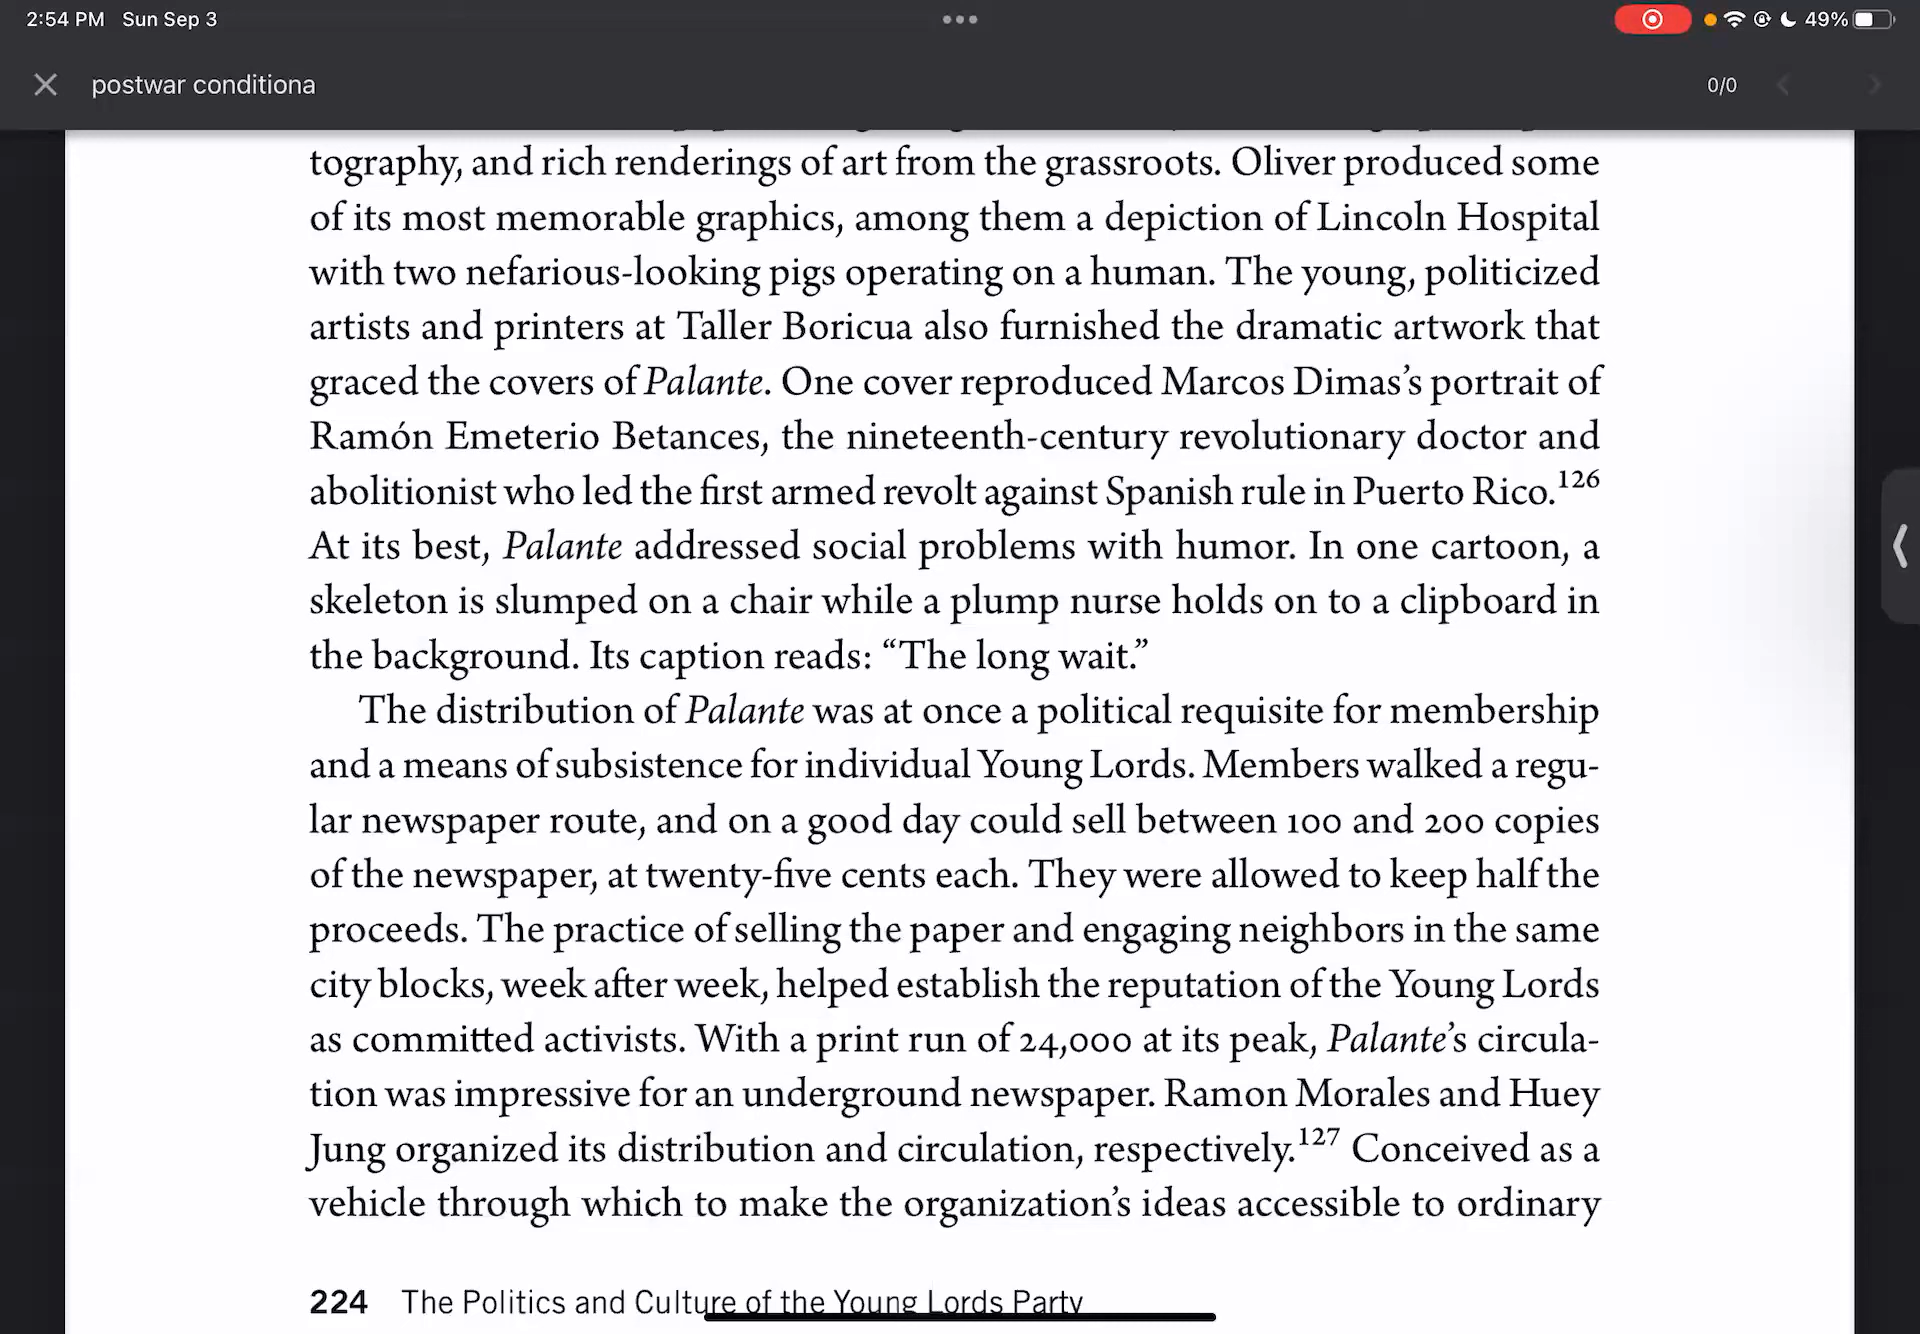 2:54 PM Sun Sep 3
49%
postwar conditiona
0/0
tography, and rich renderings of art from the grassroots. Oliver produced some
of its most memorable graphics, among them a depiction of Lincoln Hospital
with two nefarious-looking pigs operating on a human. The young, politicized
artists and printers at Taller Boricua also furnished the dramatic artwork that
graced the covers of Palante. One cover reproduced Marcos Dimas’s portrait of
Ramón Emeterio Betances, the nineteenth-century revolutionary doctor and
abolitionist who led the first armed revolt against Spanish rule in Puerto Rico.126
At its best, Palante addressed social problems with humor. In one cartoon, a
skeleton is slumped on a chair while a plump nurse holds on to a clipboard in
the background. Its caption reads: “The long wait.”
The distribution of Palante was at once a political requisite for membership
and a means of subsistence for individual Young Lords. Members walked a regu-
lar newspaper route, and on a good day could sell between 100 and 200 copies
of the newspaper, at twenty-five cents each. They were allowed to keep half the
proceeds. The practice of selling the paper and engaging neighbors in the same
city blocks, week after week, helped establish the reputation of the Young Lords
as committed activists. With a print run of 24,000 at its peak, Palante’s circula-
tion was impressive for an underground newspaper. Ramon Morales and Huey
Jung organized its distribution and circulation, respectively.127 Conceived as a
vehicle through which to make the organization’s ideas accessible to ordinary
224 The Politics and Culture of the Young Lords Party